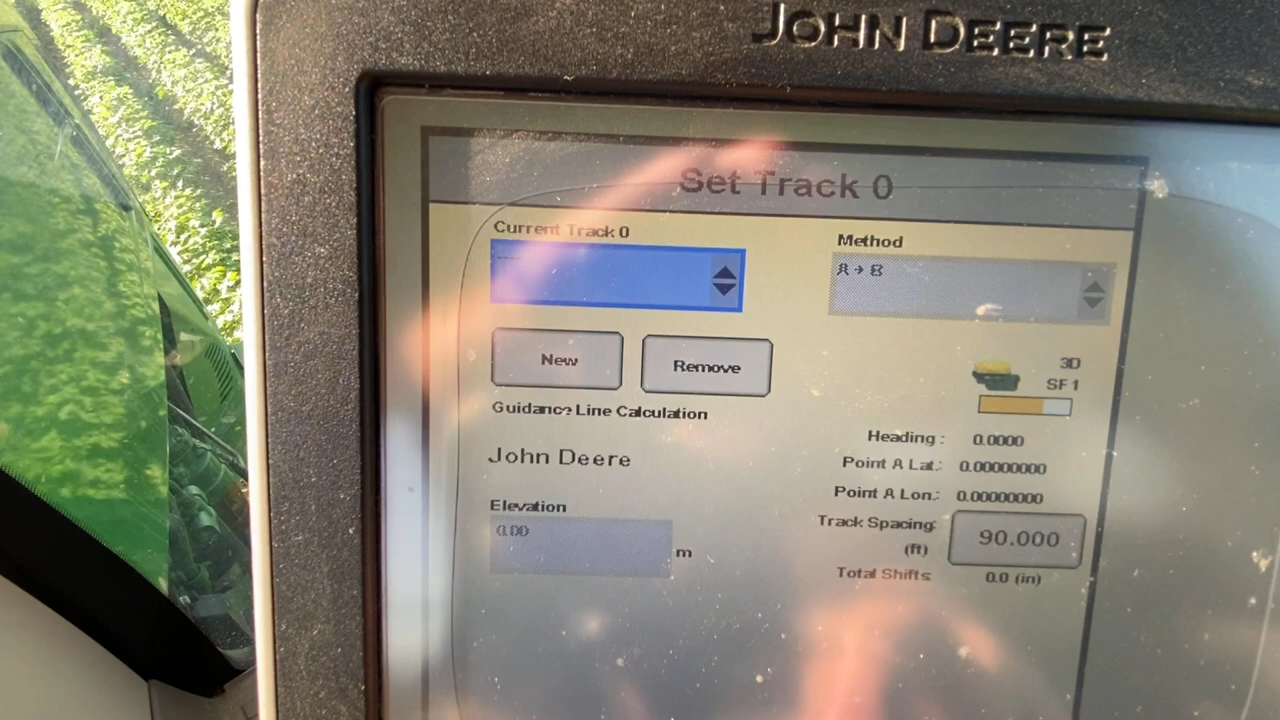 JOHN DEERE
Set Track 0
Current Track 0
----
Method
A → B
New
Remove
3D
SF1
Guidance Line Calculation
John Deere
Heading : 0.0000
Point A Lat.: 0.00000000
Point A Lon.: 0.00000000
Elevation
0.00 m
Track Spacing: (ft) 90.000
Total Shifts: 0.0 (in)